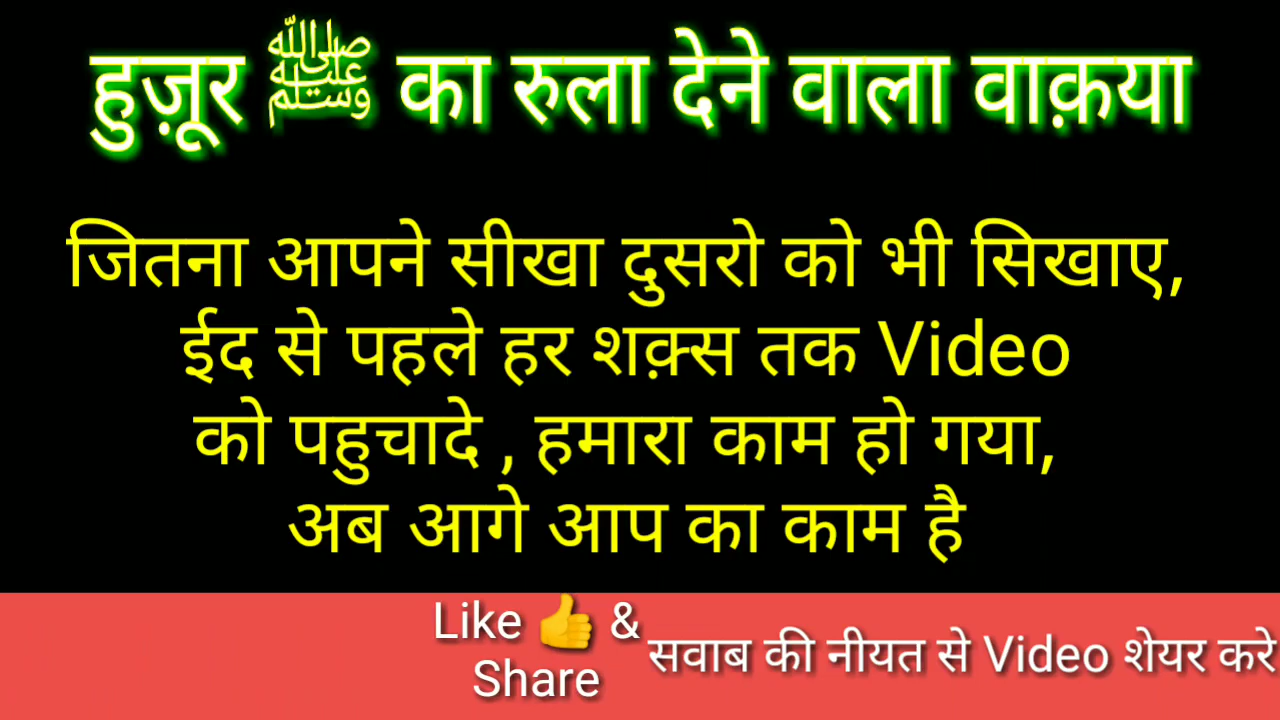 हुज़ूर ﷺ का रुला देने वाला वाक़या
जितना आपने सीखा दुसरो को भी सिखाए,
ईद से पहले हर शक़्स तक Video
को पहुचादे , हमारा काम हो गया,
अब आगे आप का काम है
Like 👍 &
Share
सवाब की नीयत से Video शेयर करे